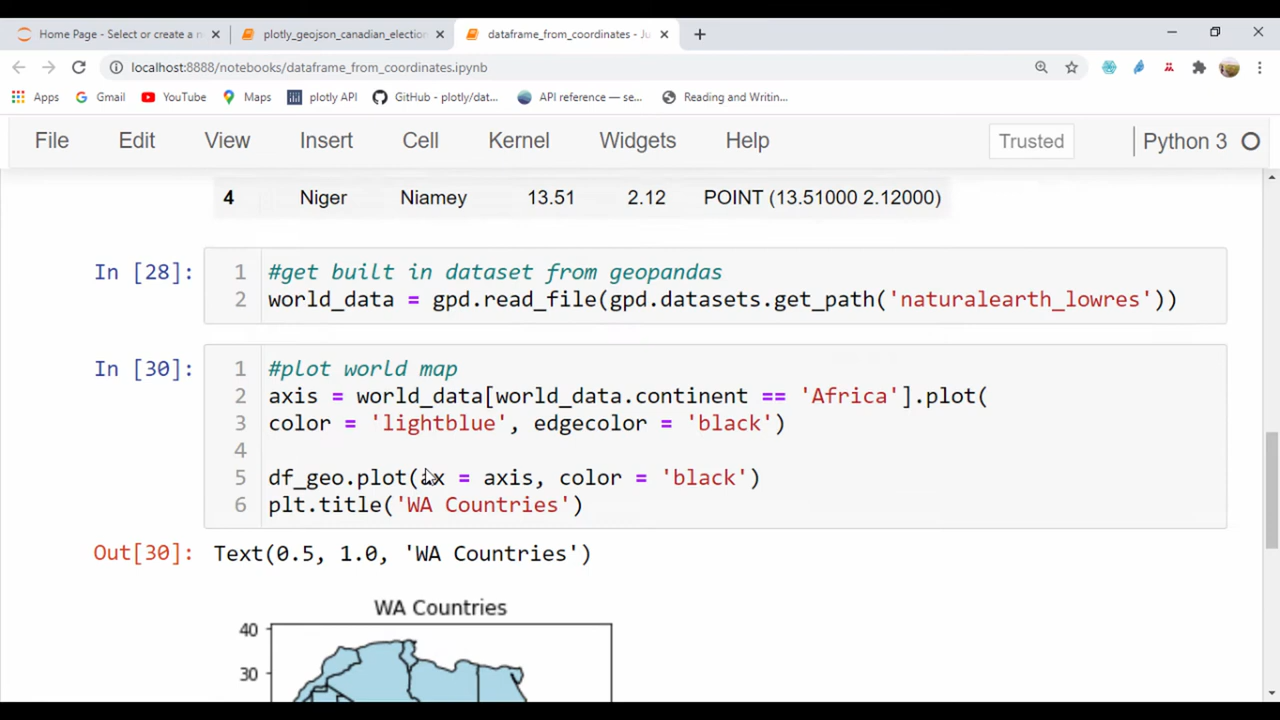 Home Page - Select or create a n
plotly_geojson_canadian_election
dataframe_from_coordinates - Ju
localhost:8888/notebooks/dataframe_from_coordinates.ipynb
Apps Gmail YouTube Maps plotly API GitHub - plotly/dat... API reference — se... Reading and Writin...
File Edit View Insert Cell Kernel Widgets Help Trusted Python 3
4 Niger Niamey 13.51 2.12 POINT (13.51000 2.12000)
In [28]: 1 #get built in dataset from geopandas
2 world_data = gpd.read_file(gpd.datasets.get_path('naturalearth_lowres'))
In [30]: 1 #plot world map
2 axis = world_data[world_data.continent == 'Africa'].plot(
3 color = 'lightblue', edgecolor = 'black')
4
5 df_geo.plot(ax = axis, color = 'black')
6 plt.title('WA Countries')
Out[30]: Text(0.5, 1.0, 'WA Countries')
WA Countries
40
30